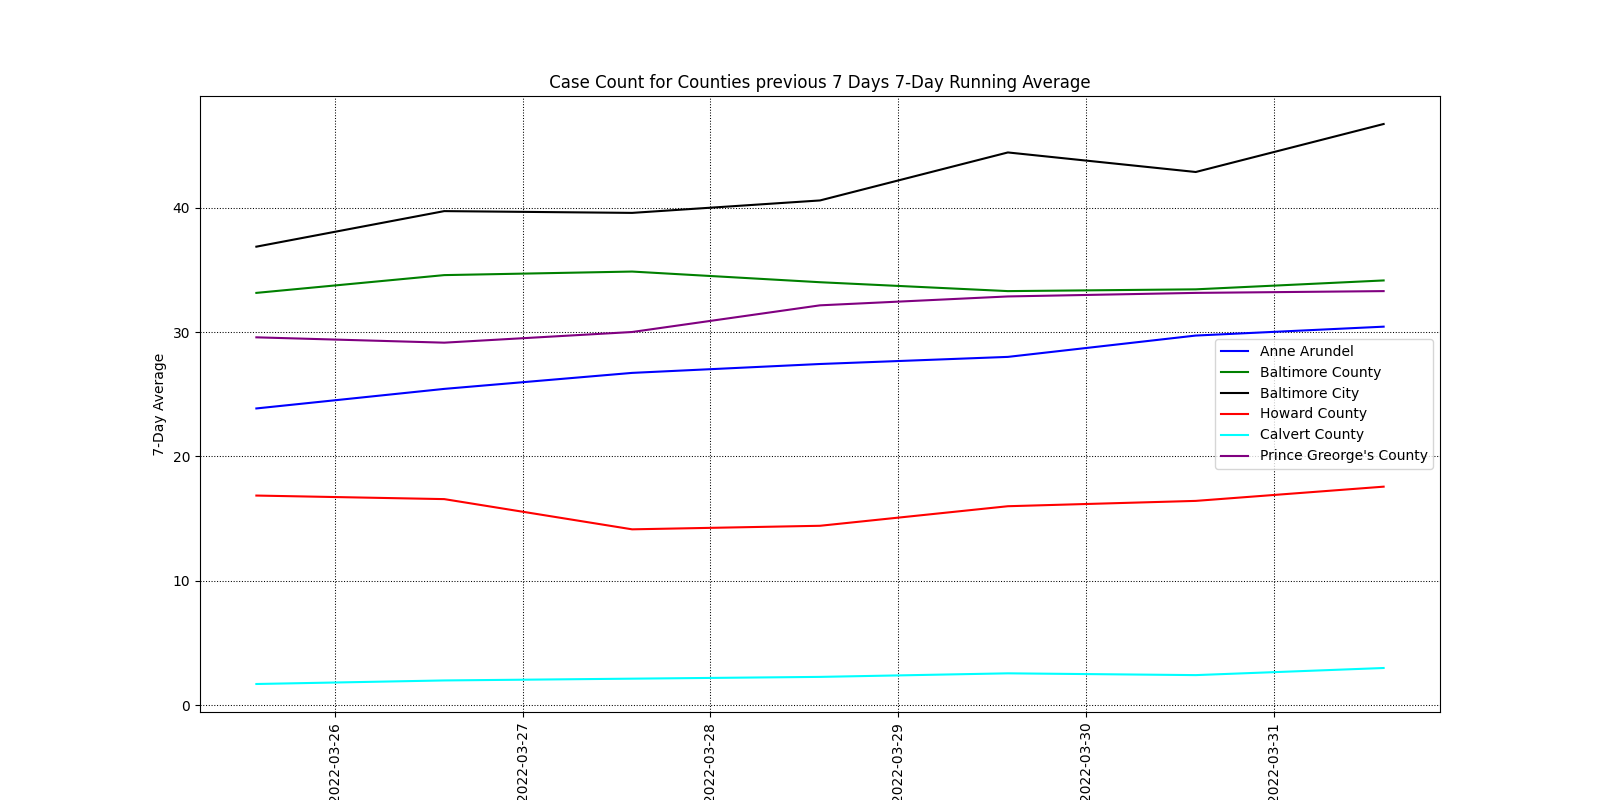 Case Count for Counties previous 7 Days 7-Day Running Average
7-Day Average
40
30
20
10
0
Anne Arundel
Baltimore County
Baltimore City
Howard County
Calvert County
Prince Greorge's County
2022-03-26
2022-03-27
2022-03-28
2022-03-29
2022-03-30
2022-03-31